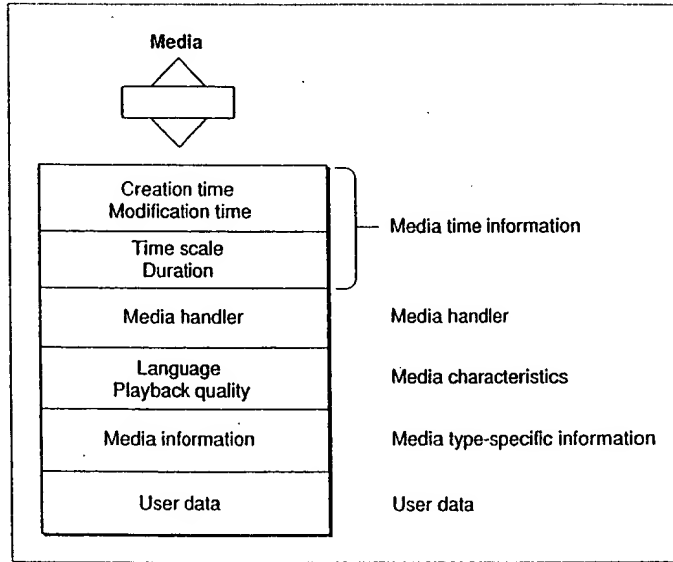 Media
Creation time
Modification time
Time scale
Duration
Media time information
Media handler
Media handler
Language
Playback quality
Media characteristics
Media information
Media type-specific information
User data
User data